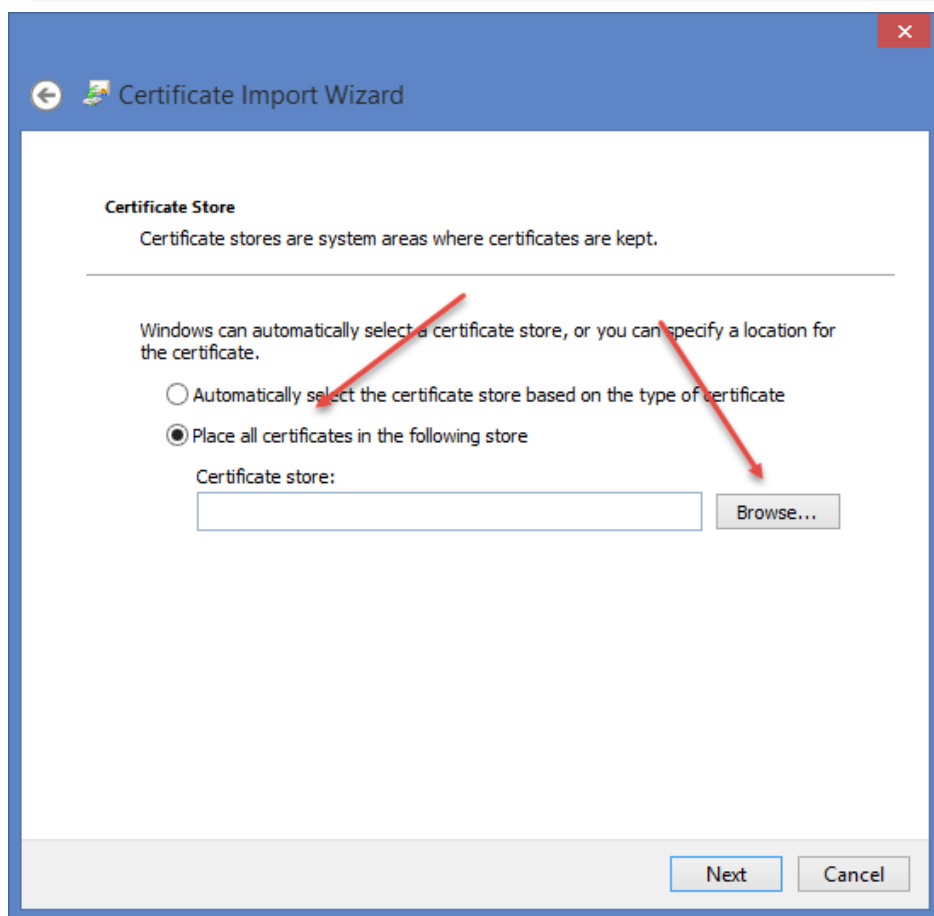 Certificate Import Wizard
Certificate Store
Certificate stores are system areas where certificates are kept.
Windows can automatically select a certificate store, or you can specify a location for
the certificate.
Automatically select the certificate store based on the type of certificate
Place all certificates in the following store
Certificate store:
Browse...
Next
Cancel